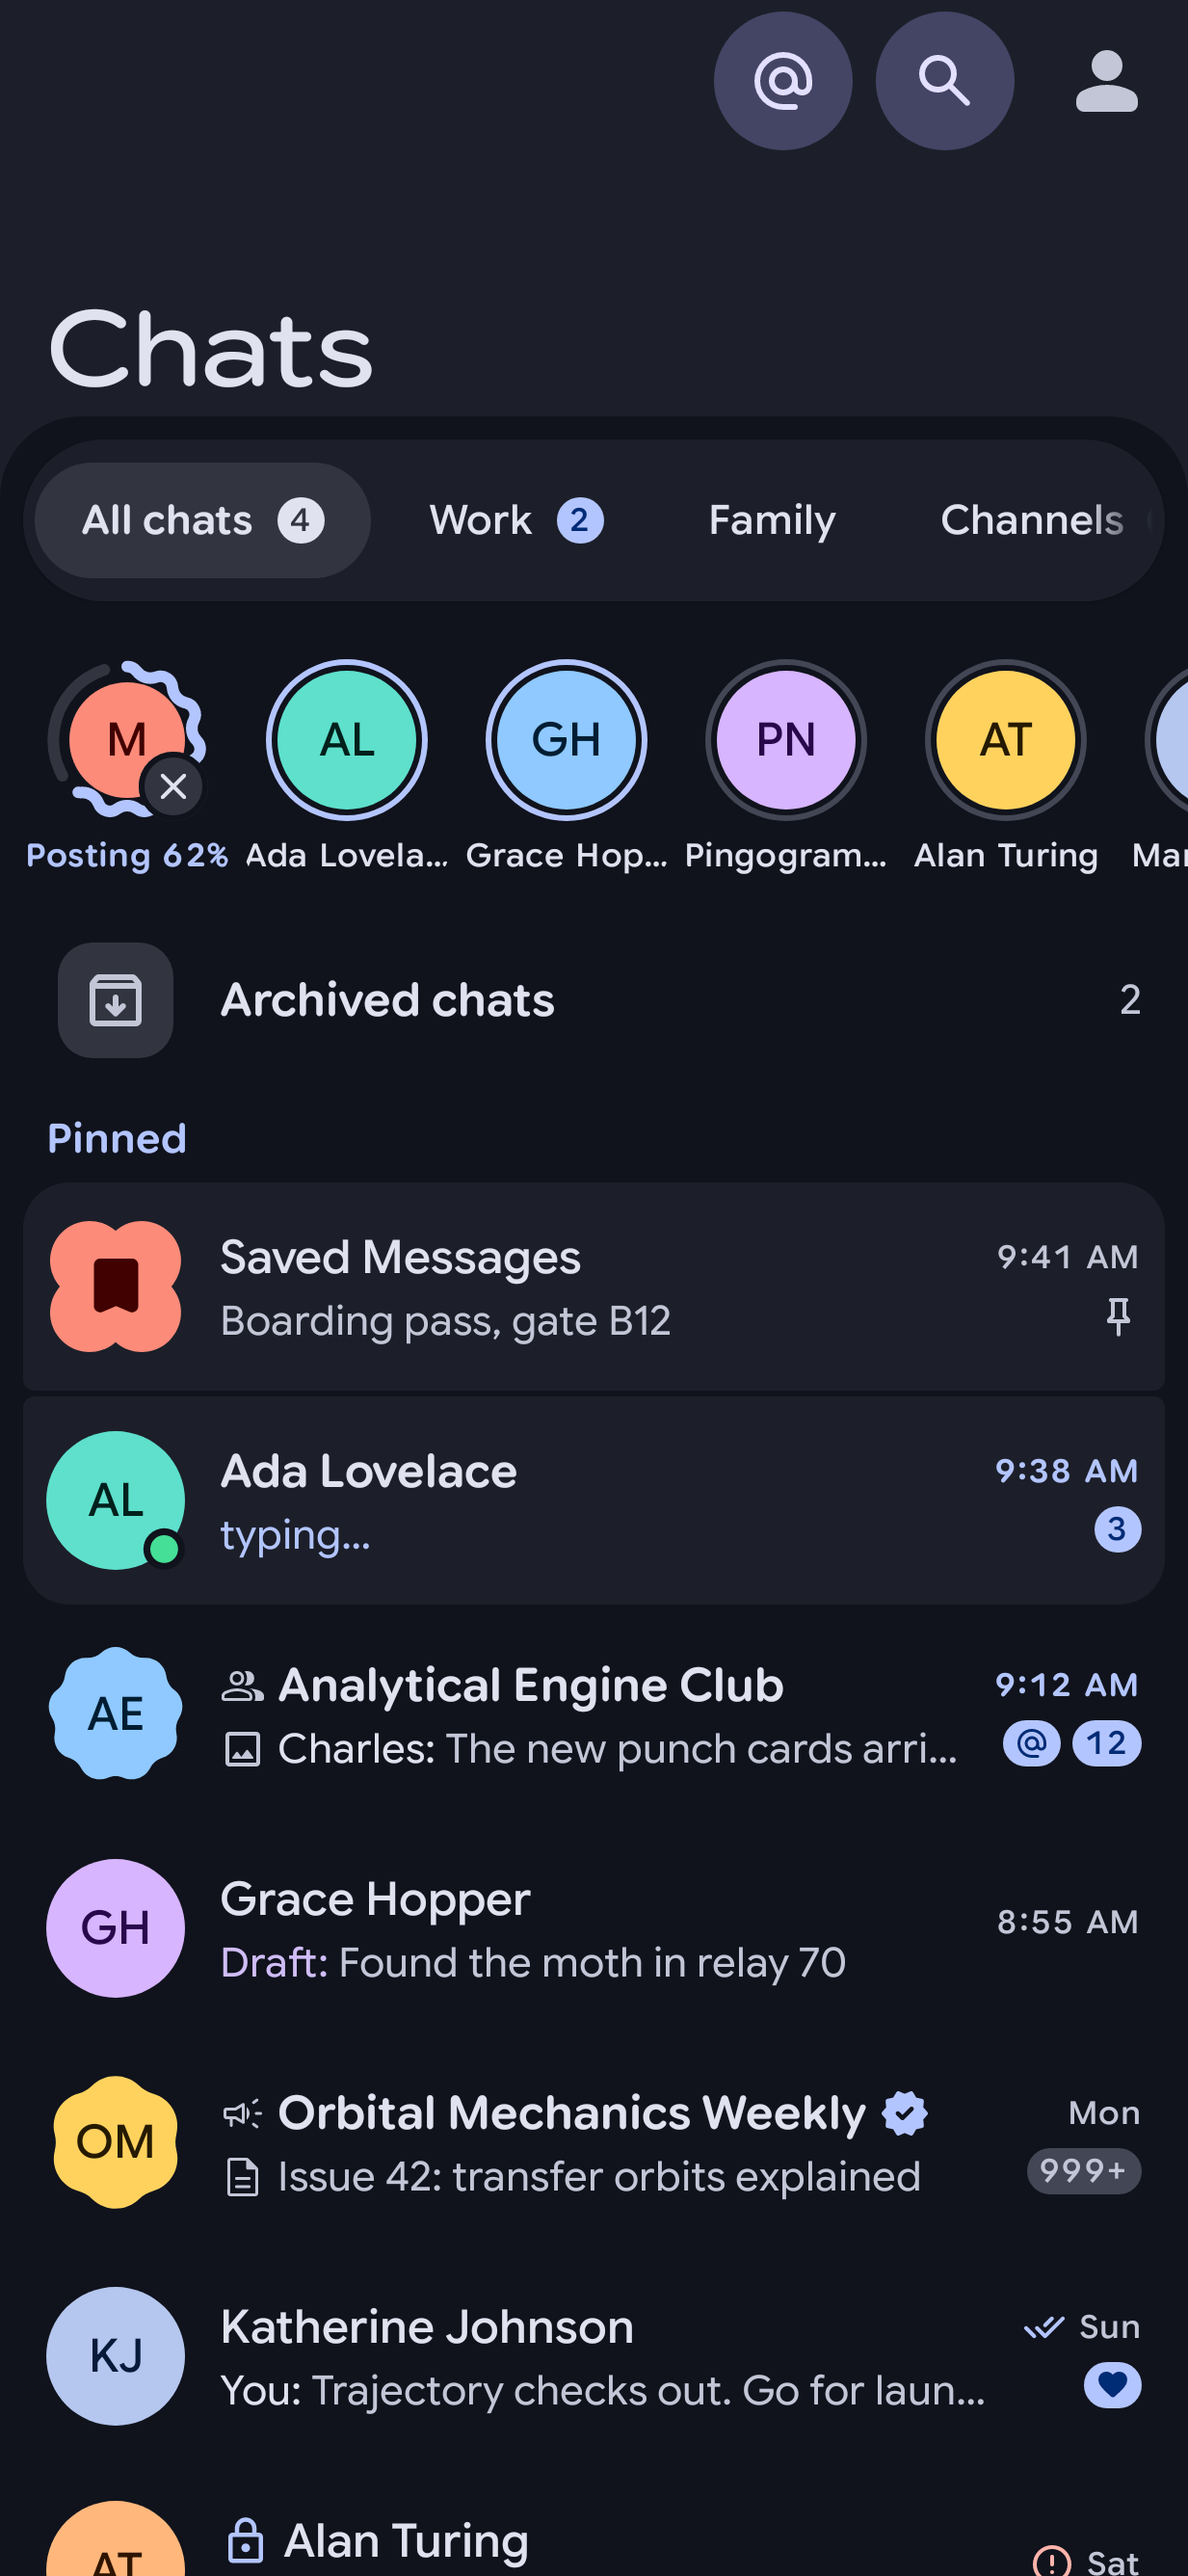 Chats
All chats 4 Work 2 Family Channels
M AL GH PN AT
Posting 62% Ada Lovela... Grace Hop... Pingogram... Alan Turing Mar
Archived chats 2
Pinned
Saved Messages 9:41 AM
Boarding pass, gate B12
AL Ada Lovelace 9:38 AM
typing... 3
AE Analytical Engine Club 9:12 AM
Charles: The new punch cards arri... @ 12
GH Grace Hopper 8:55 AM
Draft: Found the moth in relay 70
OM Orbital Mechanics Weekly Mon
Issue 42: transfer orbits explained 999+
KJ Katherine Johnson Sun
You: Trajectory checks out. Go for laun...
AT Alan Turing
Sat